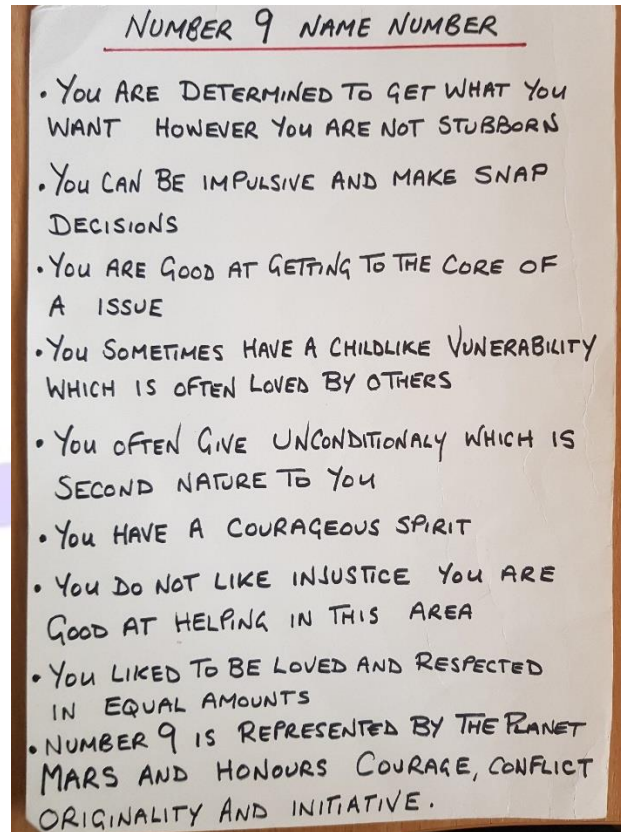 NUMBER 9 NAME NUMBER
• YOU ARE DETERMINED TO GET WHAT YOU
WANT HOWEVER YOU ARE NOT STUBBORN
• YOU CAN BE IMPULSIVE AND MAKE SNAP
DECISIONS
• YOU ARE GOOD AT GETTING TO THE CORE OF
A ISSUE
• YOU SOMETIMES HAVE A CHILDLIKE VUNERABILITY
WHICH IS OFTEN LOVED BY OTHERS
• YOU OFTEN GIVE UNCONDITIONALY WHICH IS
SECOND NATURE TO YOU
• YOU HAVE A COURAGEOUS SPIRIT
• YOU DO NOT LIKE INJUSTICE YOU ARE
GOOD AT HELPING IN THIS AREA
• YOU LIKED TO BE LOVED AND RESPECTED
IN EQUAL AMOUNTS
• NUMBER 9 IS REPRESENTED BY THE PLANET
MARS AND HONOURS COURAGE, CONFLICT
ORIGINALITY AND INITIATIVE.